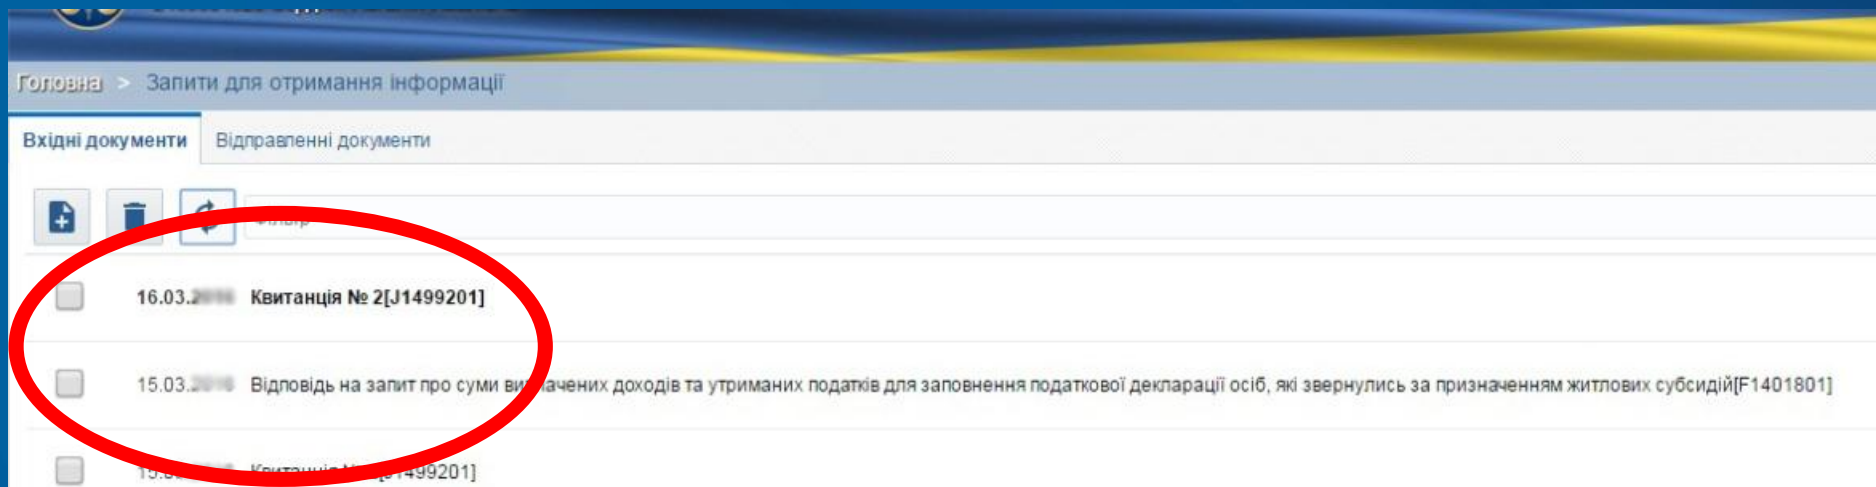 Головна > Запити для отримання інформації
Вхідні документи Відправленні документи
16.03. Квитанція № 2[J1499201]
15.03. Відповідь на запит про суми виплачених доходів та утриманих податків для заповнення податкової декларації осіб, які звернулись за призначенням житлових субсидій[F1401801]